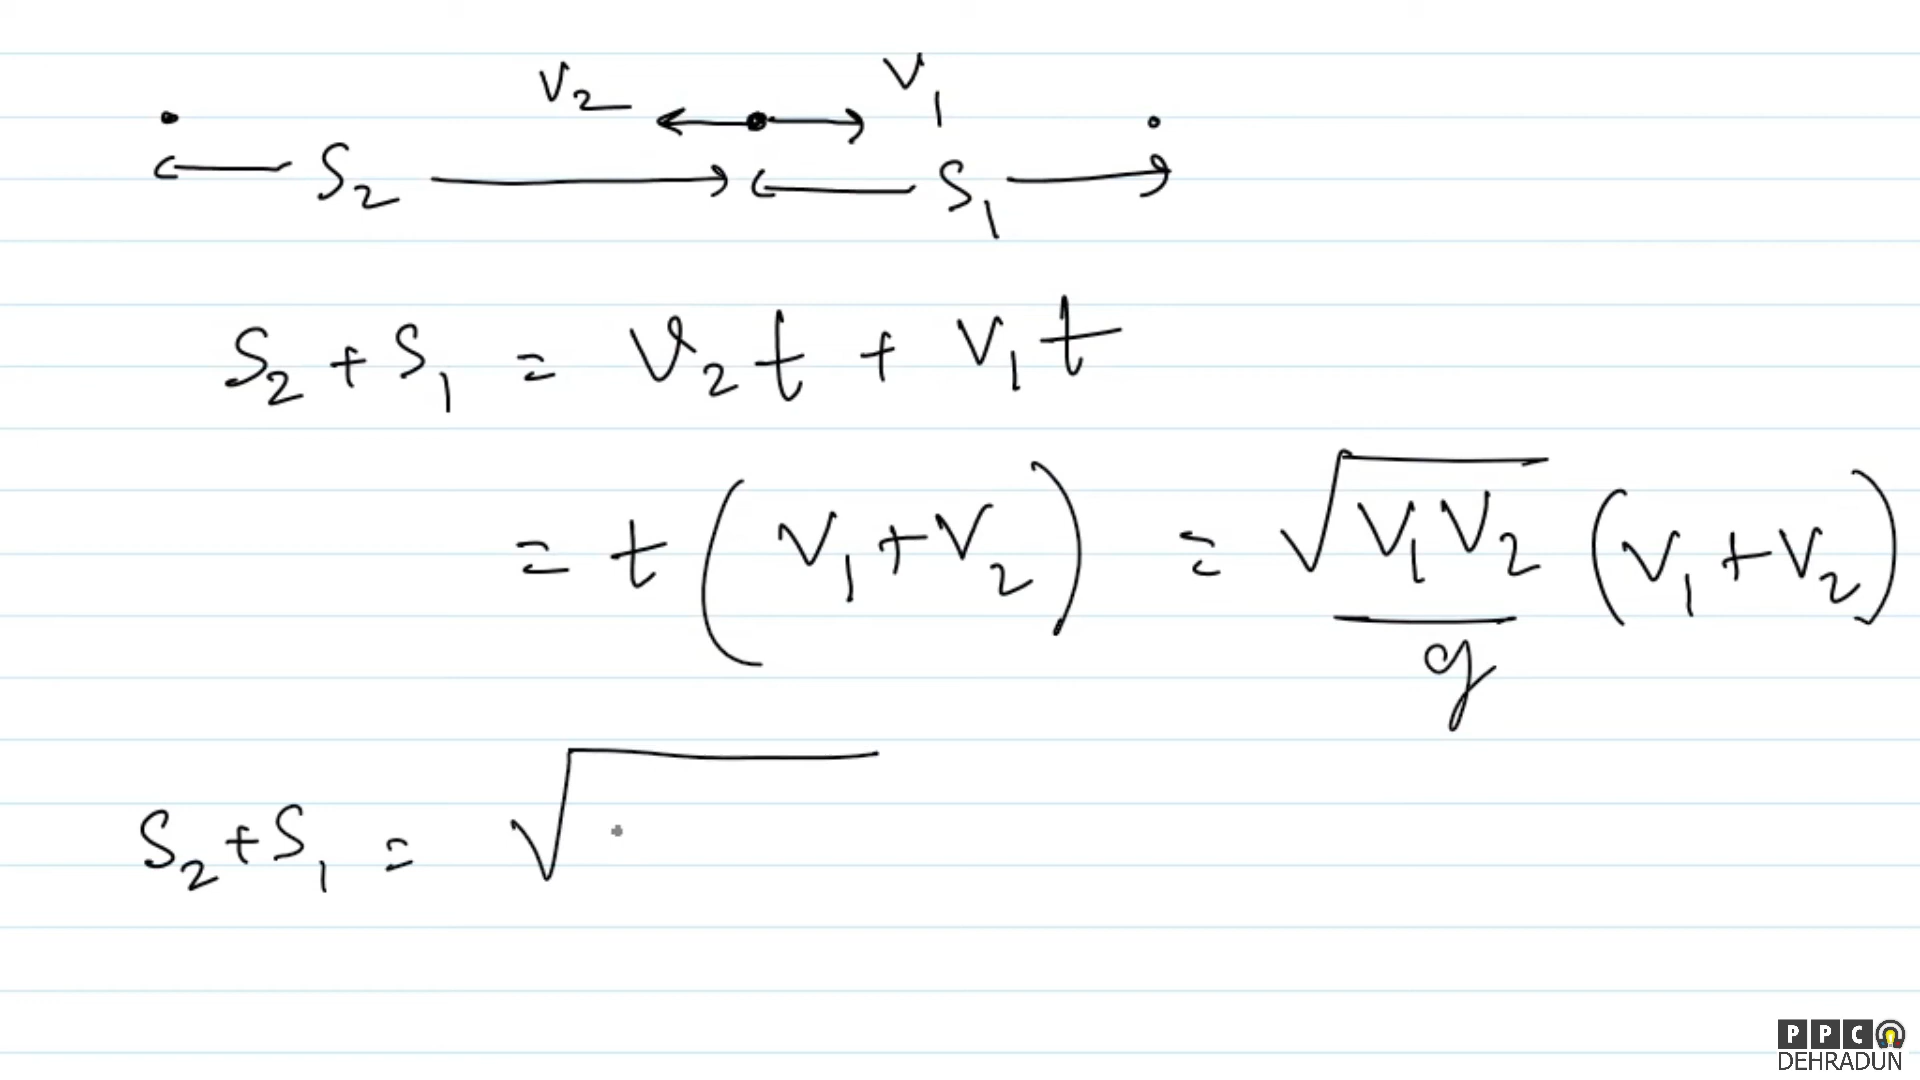 V₂ V₁
S₂ S₁
S₂ + S₁ = V₂t + V₁t
= t(V₁+V₂) = √V₁V₂/g (V₁+V₂)
S₂+S₁ = √
PPC
DEHRADUN